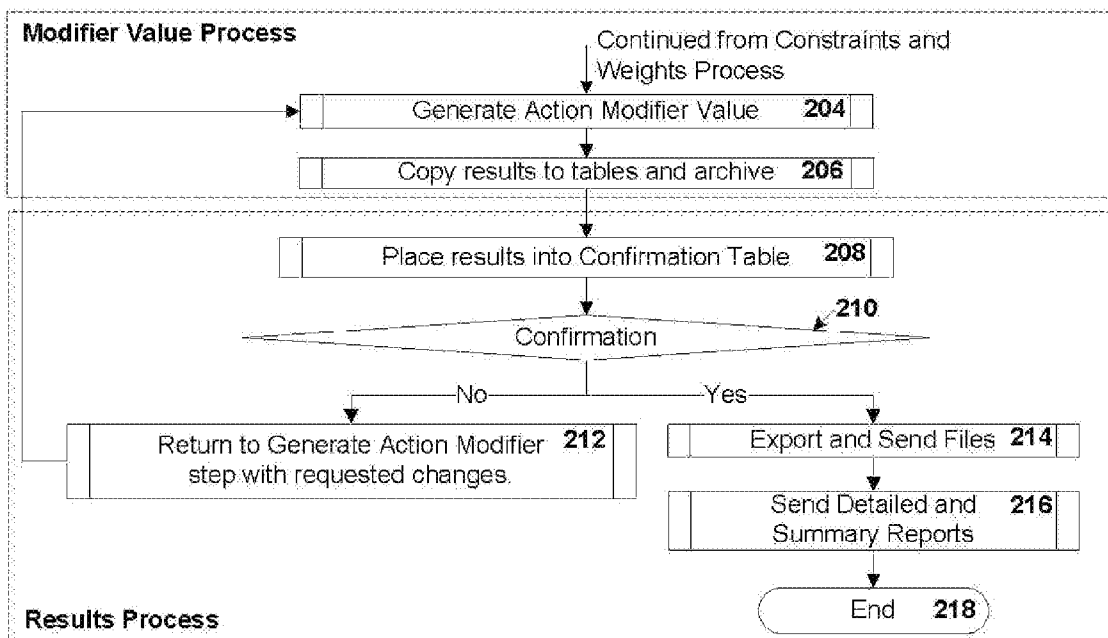 Modifier Value Process
Continued from Constraints and
Weights Process
Generate Action Modifier Value 204
Copy results to tables and archive 206
Place results into Confirmation Table 208
210
Confirmation
No
Yes
Return to Generate Action Modifier 212
step with requested changes.
Export and Send Files 214
Send Detailed and 216
Summary Reports
End 218
Results Process